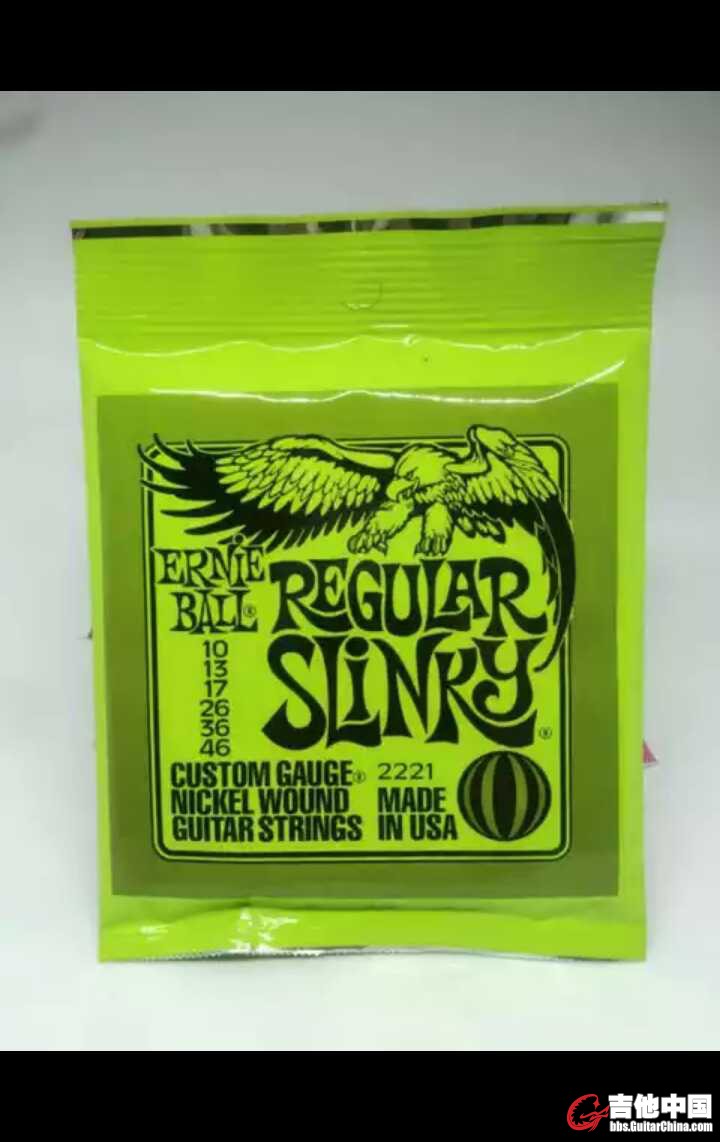 ERNiE
BALL®
REGULAR
SLiNKY®
10
13
17
26
36
46
CUSTOM GAUGE®
NICKEL WOUND
GUITAR STRINGS
2221
MADE
IN USA
吉他中国
bbs.GuitarChina.com